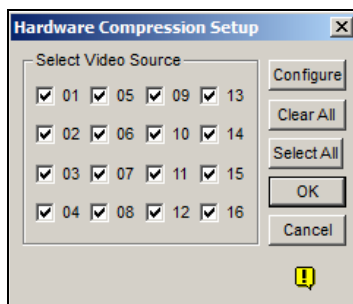 Hardware Compression Setup
Select Video Source
01 05 09 13
02 06 10 14
03 07 11 15
04 08 12 16
Configure
Clear All
Select All
OK
Cancel